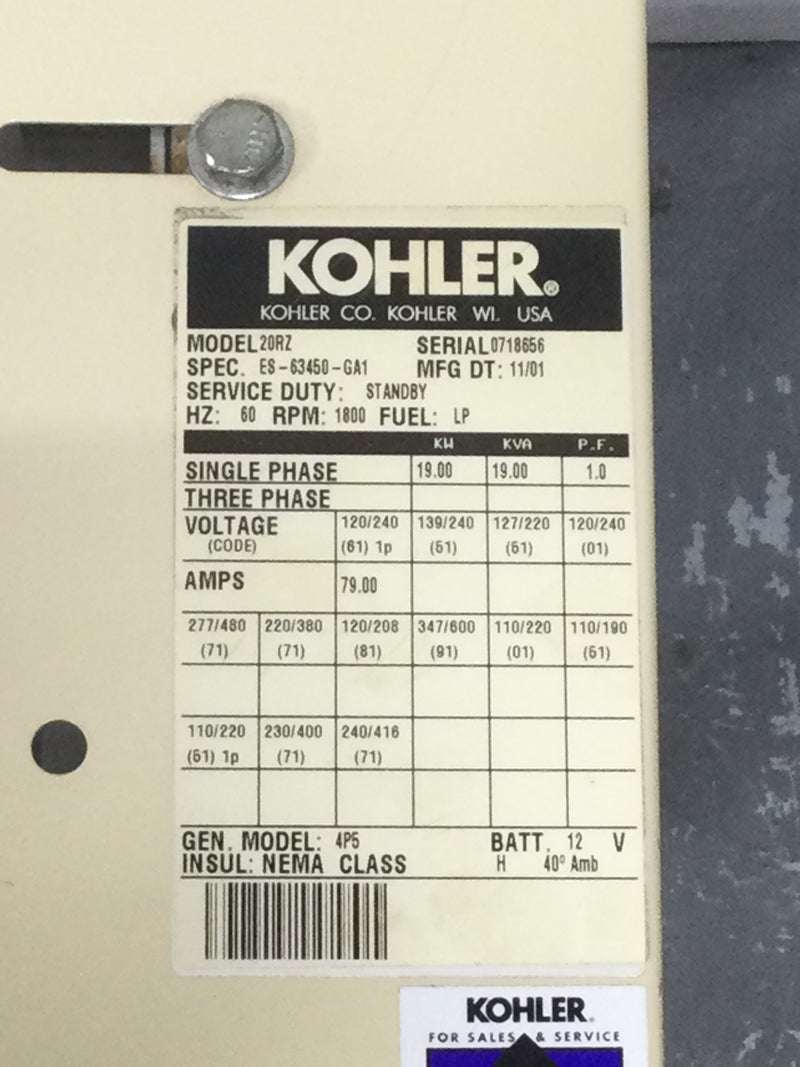 KOHLER®
KOHLER CO. KOHLER WI. USA
MODEL 20RZ SERIAL 0718656
SPEC. ES-63450-GA1 MFG DT: 11/01
SERVICE DUTY: STANDBY
HZ: 60 RPM: 1800 FUEL: LP
KW KVA P.F.
SINGLE PHASE 19.00 19.00 1.0
THREE PHASE
VOLTAGE 120/240 139/240 127/220 120/240
(CODE) (61) 1p (51) (51) (01)
AMPS 79.00
277/480 220/380 120/208 347/600 110/220 110/190
(71) (71) (81) (91) (01) (51)
110/220 230/400 240/416
(51) 1p (71) (71)
GEN. MODEL: 4P5 BATT. 12 V
INSUL: NEMA CLASS H 40° Amb
KOHLER.
FOR SALES & SERVICE